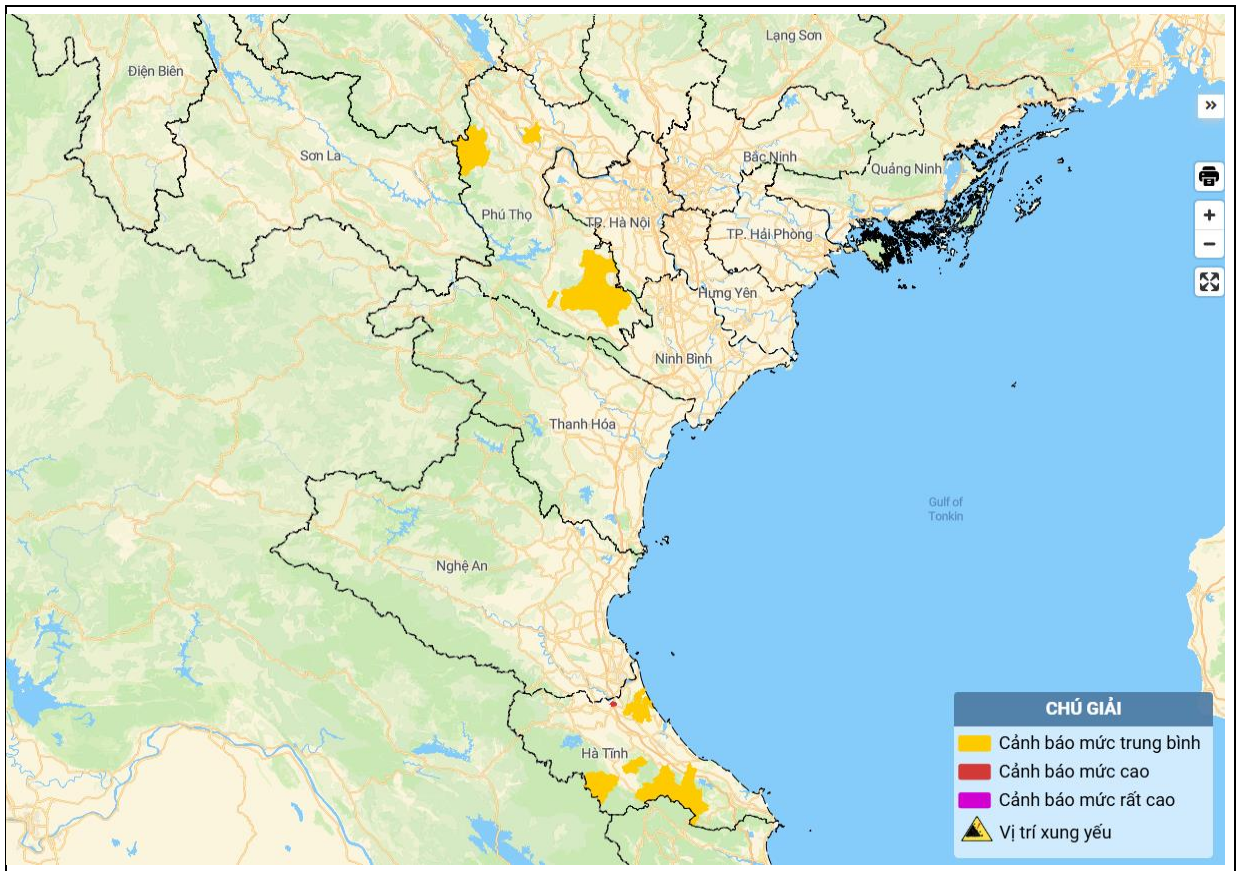 Lạng Sơn
Điện Biên
Sơn La
Bắc Ninh
Quảng Ninh
Phú Thọ
TP. Hà Nội
TP. Hải Phòng
Hưng Yên
Ninh Bình
Thanh Hóa
Gulf of
Tonkin
Nghệ An
Hà Tĩnh
CHÚ GIẢI
Cảnh báo mức trung bình
Cảnh báo mức cao
Cảnh báo mức rất cao
Vị trí xung yếu